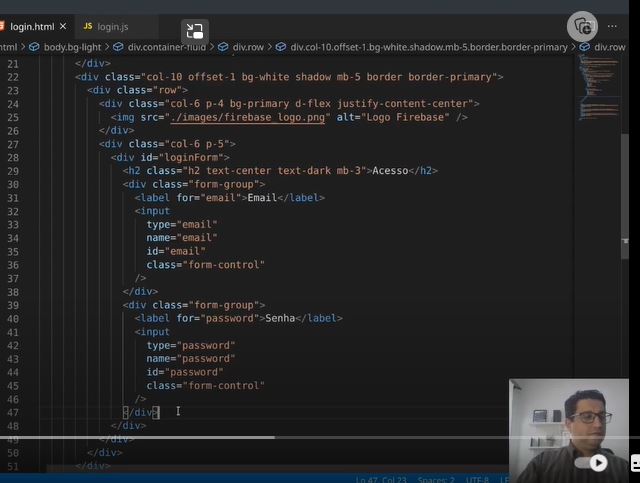 login.html ×
JS login.js
html > body.bg-light > div.container-fluid > div.row > div.col-10.offset-1.bg-white.shadow.mb-5.border.border-primary > div.row
21 </div>
22 <div class="col-10 offset-1 bg-white shadow mb-5 border border-primary">
23 <div class="row">
24 <div class="col-6 p-4 bg-primary d-flex justify-content-center">
25 <img src="./images/firebase_logo.png" alt="Logo Firebase" />
26 </div>
27 <div class="col-6 p-5">
28 <div id="loginForm">
29 <h2 class="h2 text-center text-dark mb-3">Acesso</h2>
30 <div class="form-group">
31 <label for="email">Email</label>
32 <input
33 type="email"
34 name="email"
35 id="email"
36 class="form-control"
37 />
38 </div>
39 <div class="form-group">
40 <label for="password">Senha</label>
41 <input
42 type="password"
43 name="password"
44 id="password"
45 class="form-control"
46 />
47 </div>
48 </div>
49 </div>
50 </div>
51 </div>
Ln 47, Col 23 Spaces: 2 UTF-8